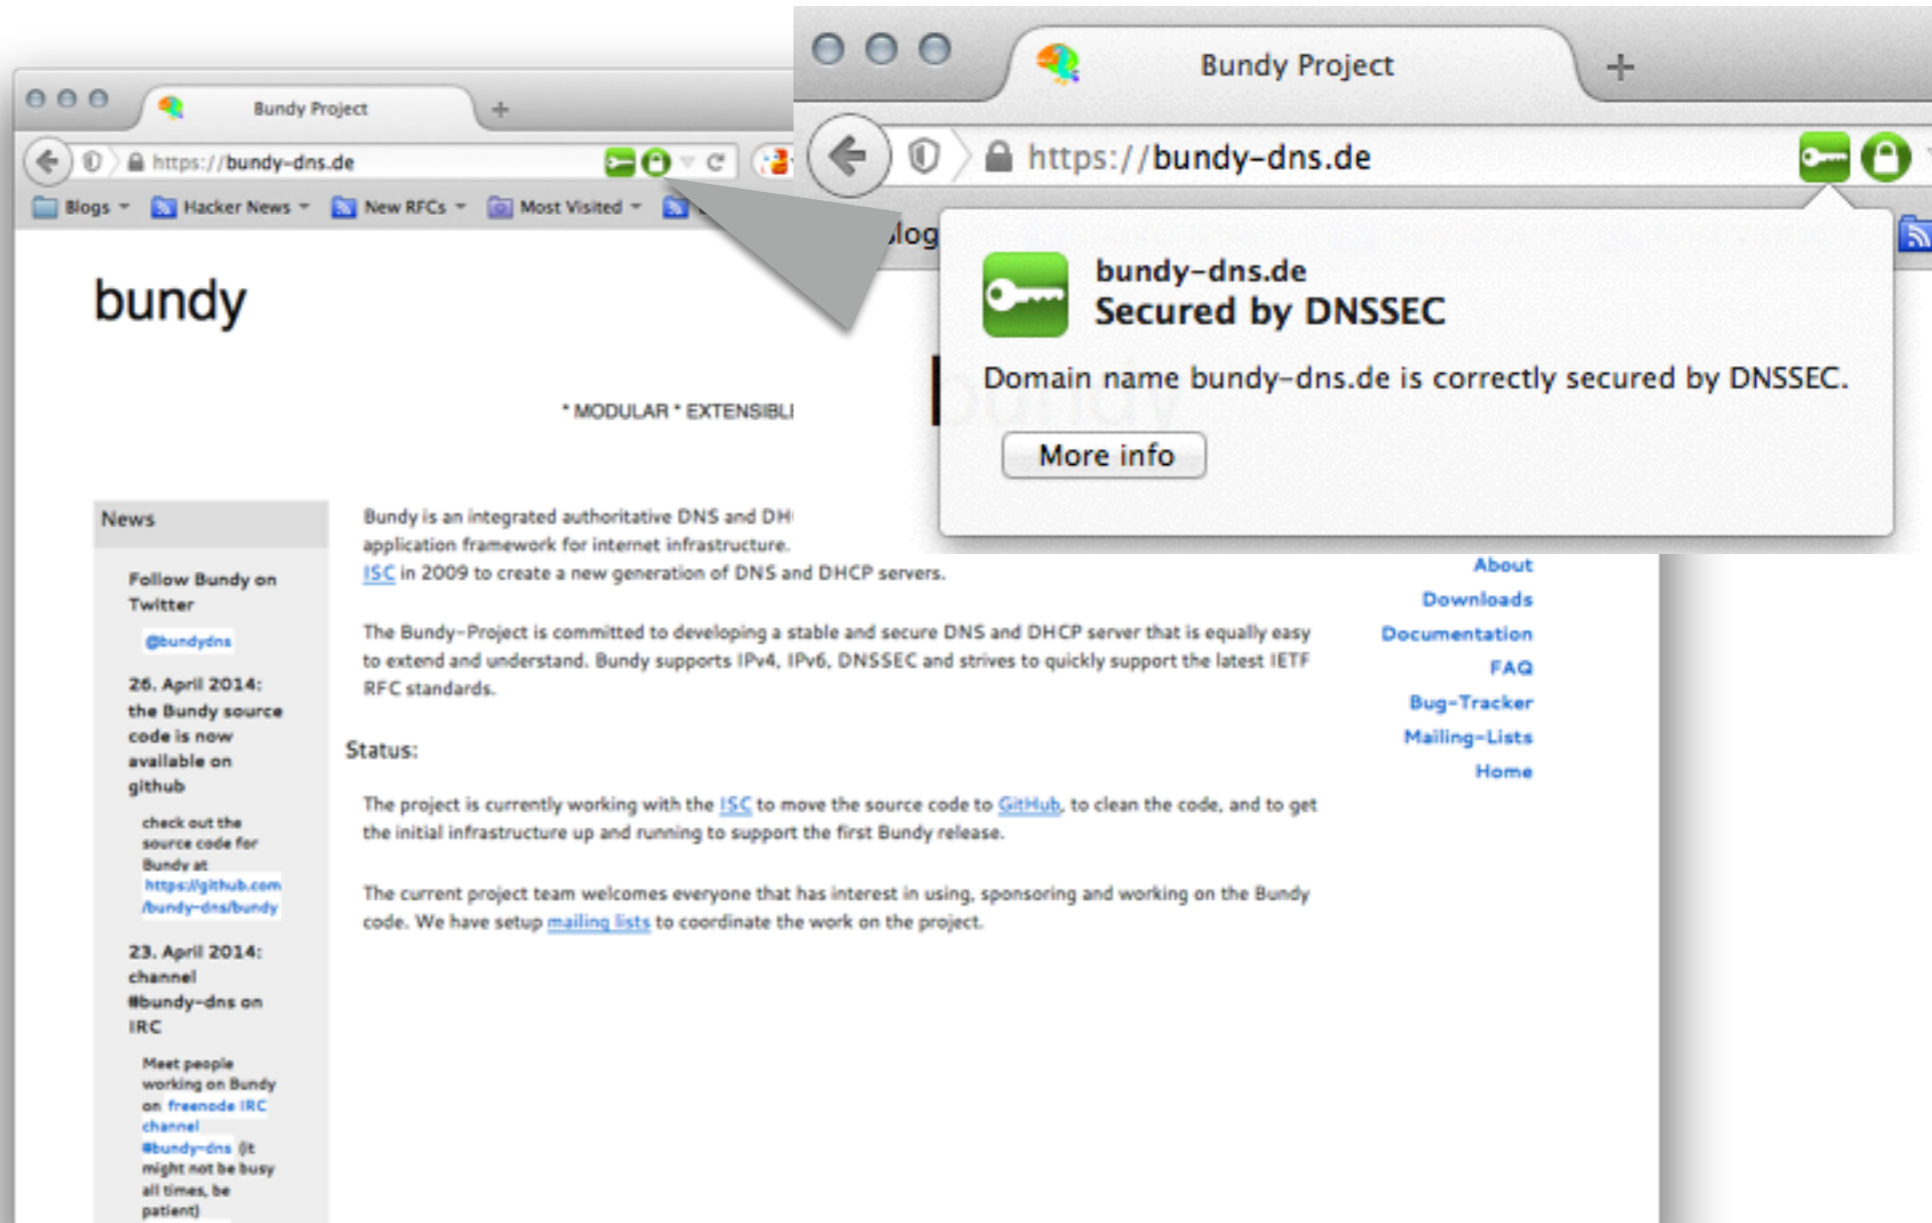 Bundy Project
https://bundy-dns.de
Blogs
Hacker News
New RFCs
Most Visited
bundy
* MODULAR * EXTENSIBL
Bundy Project
https://bundy-dns.de
log
bundy-dns.de
Secured by DNSSEC
Domain name bundy-dns.de is correctly secured by DNSSEC.
More info
News
Follow Bundy on
Twitter
@bundydns
26. April 2014:
the Bundy source
code is now
available on
github
check out the
source code for
Bundy at
https://github.com
/bundy-dns/bundy
23. April 2014:
channel
#bundy-dns on
IRC
Meet people
working on Bundy
on freenode IRC
channel
#bundy-dns (it
might not be busy
all times, be
patient)
Bundy is an integrated authoritative DNS and DH
application framework for internet infrastructure.
ISC in 2009 to create a new generation of DNS and DHCP servers.
The Bundy-Project is committed to developing a stable and secure DNS and DHCP server that is equally easy
to extend and understand. Bundy supports IPv4, IPv6, DNSSEC and strives to quickly support the latest IETF
RFC standards.
Status:
The project is currently working with the ISC to move the source code to GitHub, to clean the code, and to get
the initial infrastructure up and running to support the first Bundy release.
The current project team welcomes everyone that has interest in using, sponsoring and working on the Bundy
code. We have setup mailing lists to coordinate the work on the project.
About
Downloads
Documentation
FAQ
Bug-Tracker
Mailing-Lists
Home